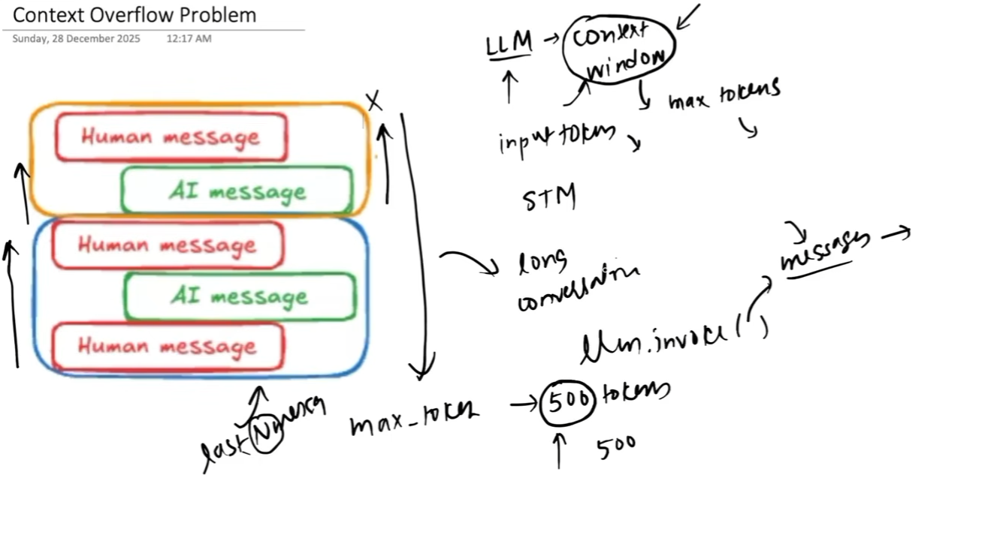 Context Overflow Problem
Sunday, 28 December 2025 12:17 AM
LLM → context
window
max tokens
input token
Human message
X
AI message
STM
Human message
long
conversation
messages →
AI message
Human message
llm.invoke( )
last N
max_token → 500 tokens
500